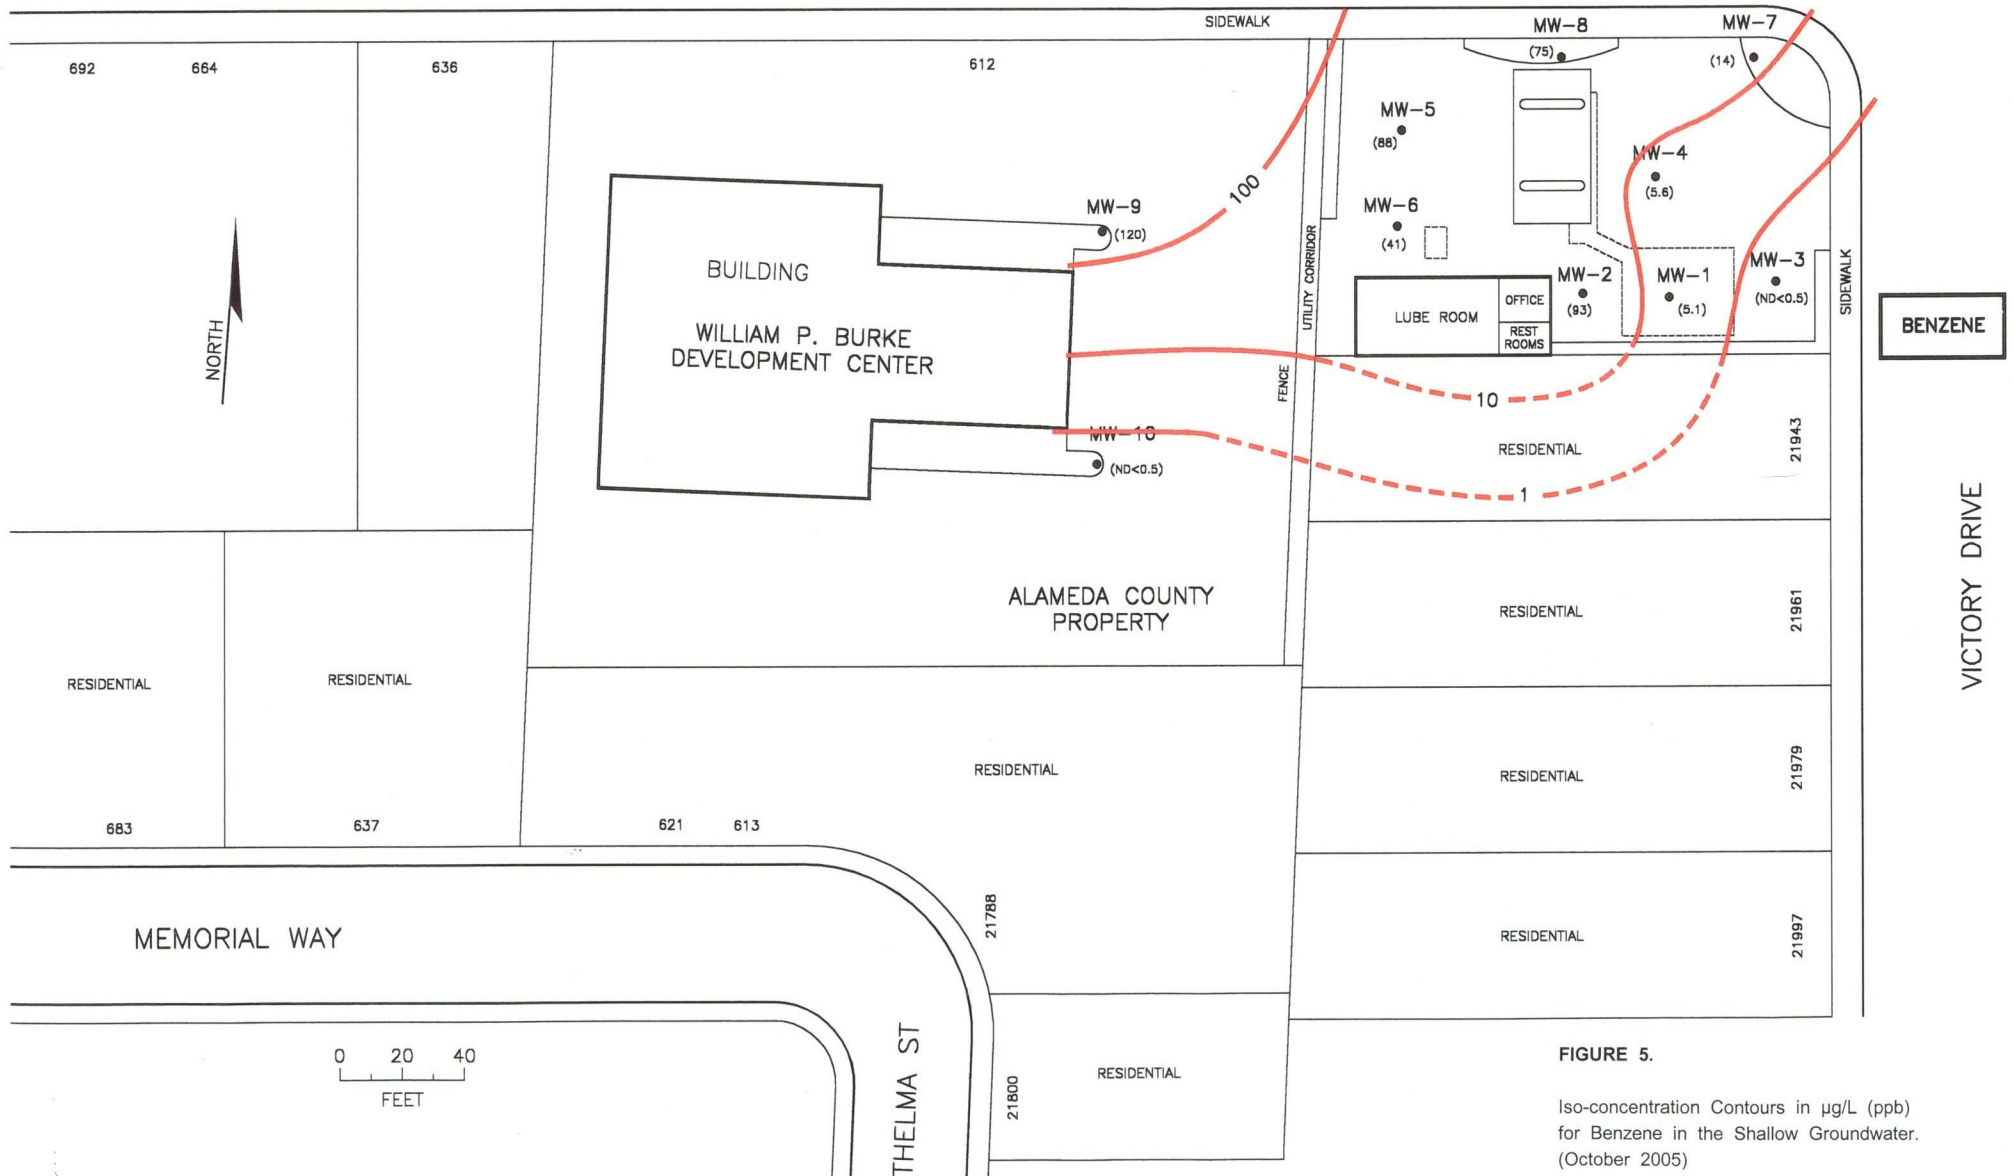 SIDEWALK
MW-8
(75)
MW-7
(14)
692
664
636
612
MW-5
(88)
MW-4
(5.6)
100
MW-9
(120)
MW-6
(41)
UTILITY CORRIDOR
SIDEWALK
NORTH
BUILDING
WILLIAM P. BURKE
DEVELOPMENT CENTER
LUBE ROOM
OFFICE
REST
ROOMS
MW-2
(93)
MW-1
(5.1)
MW-3
(ND<0.5)
BENZENE
FENCE
10
MW-10
(ND<0.5)
1
RESIDENTIAL
21943
VICTORY DRIVE
ALAMEDA COUNTY
PROPERTY
RESIDENTIAL
21961
RESIDENTIAL
RESIDENTIAL
RESIDENTIAL
RESIDENTIAL
21979
683
637
621
613
21788
RESIDENTIAL
21997
MEMORIAL WAY
THELMA ST
0 20 40
FEET
21800
RESIDENTIAL
FIGURE 5.
Iso-concentration Contours in µg/L (ppb)
for Benzene in the Shallow Groundwater.
(October 2005)